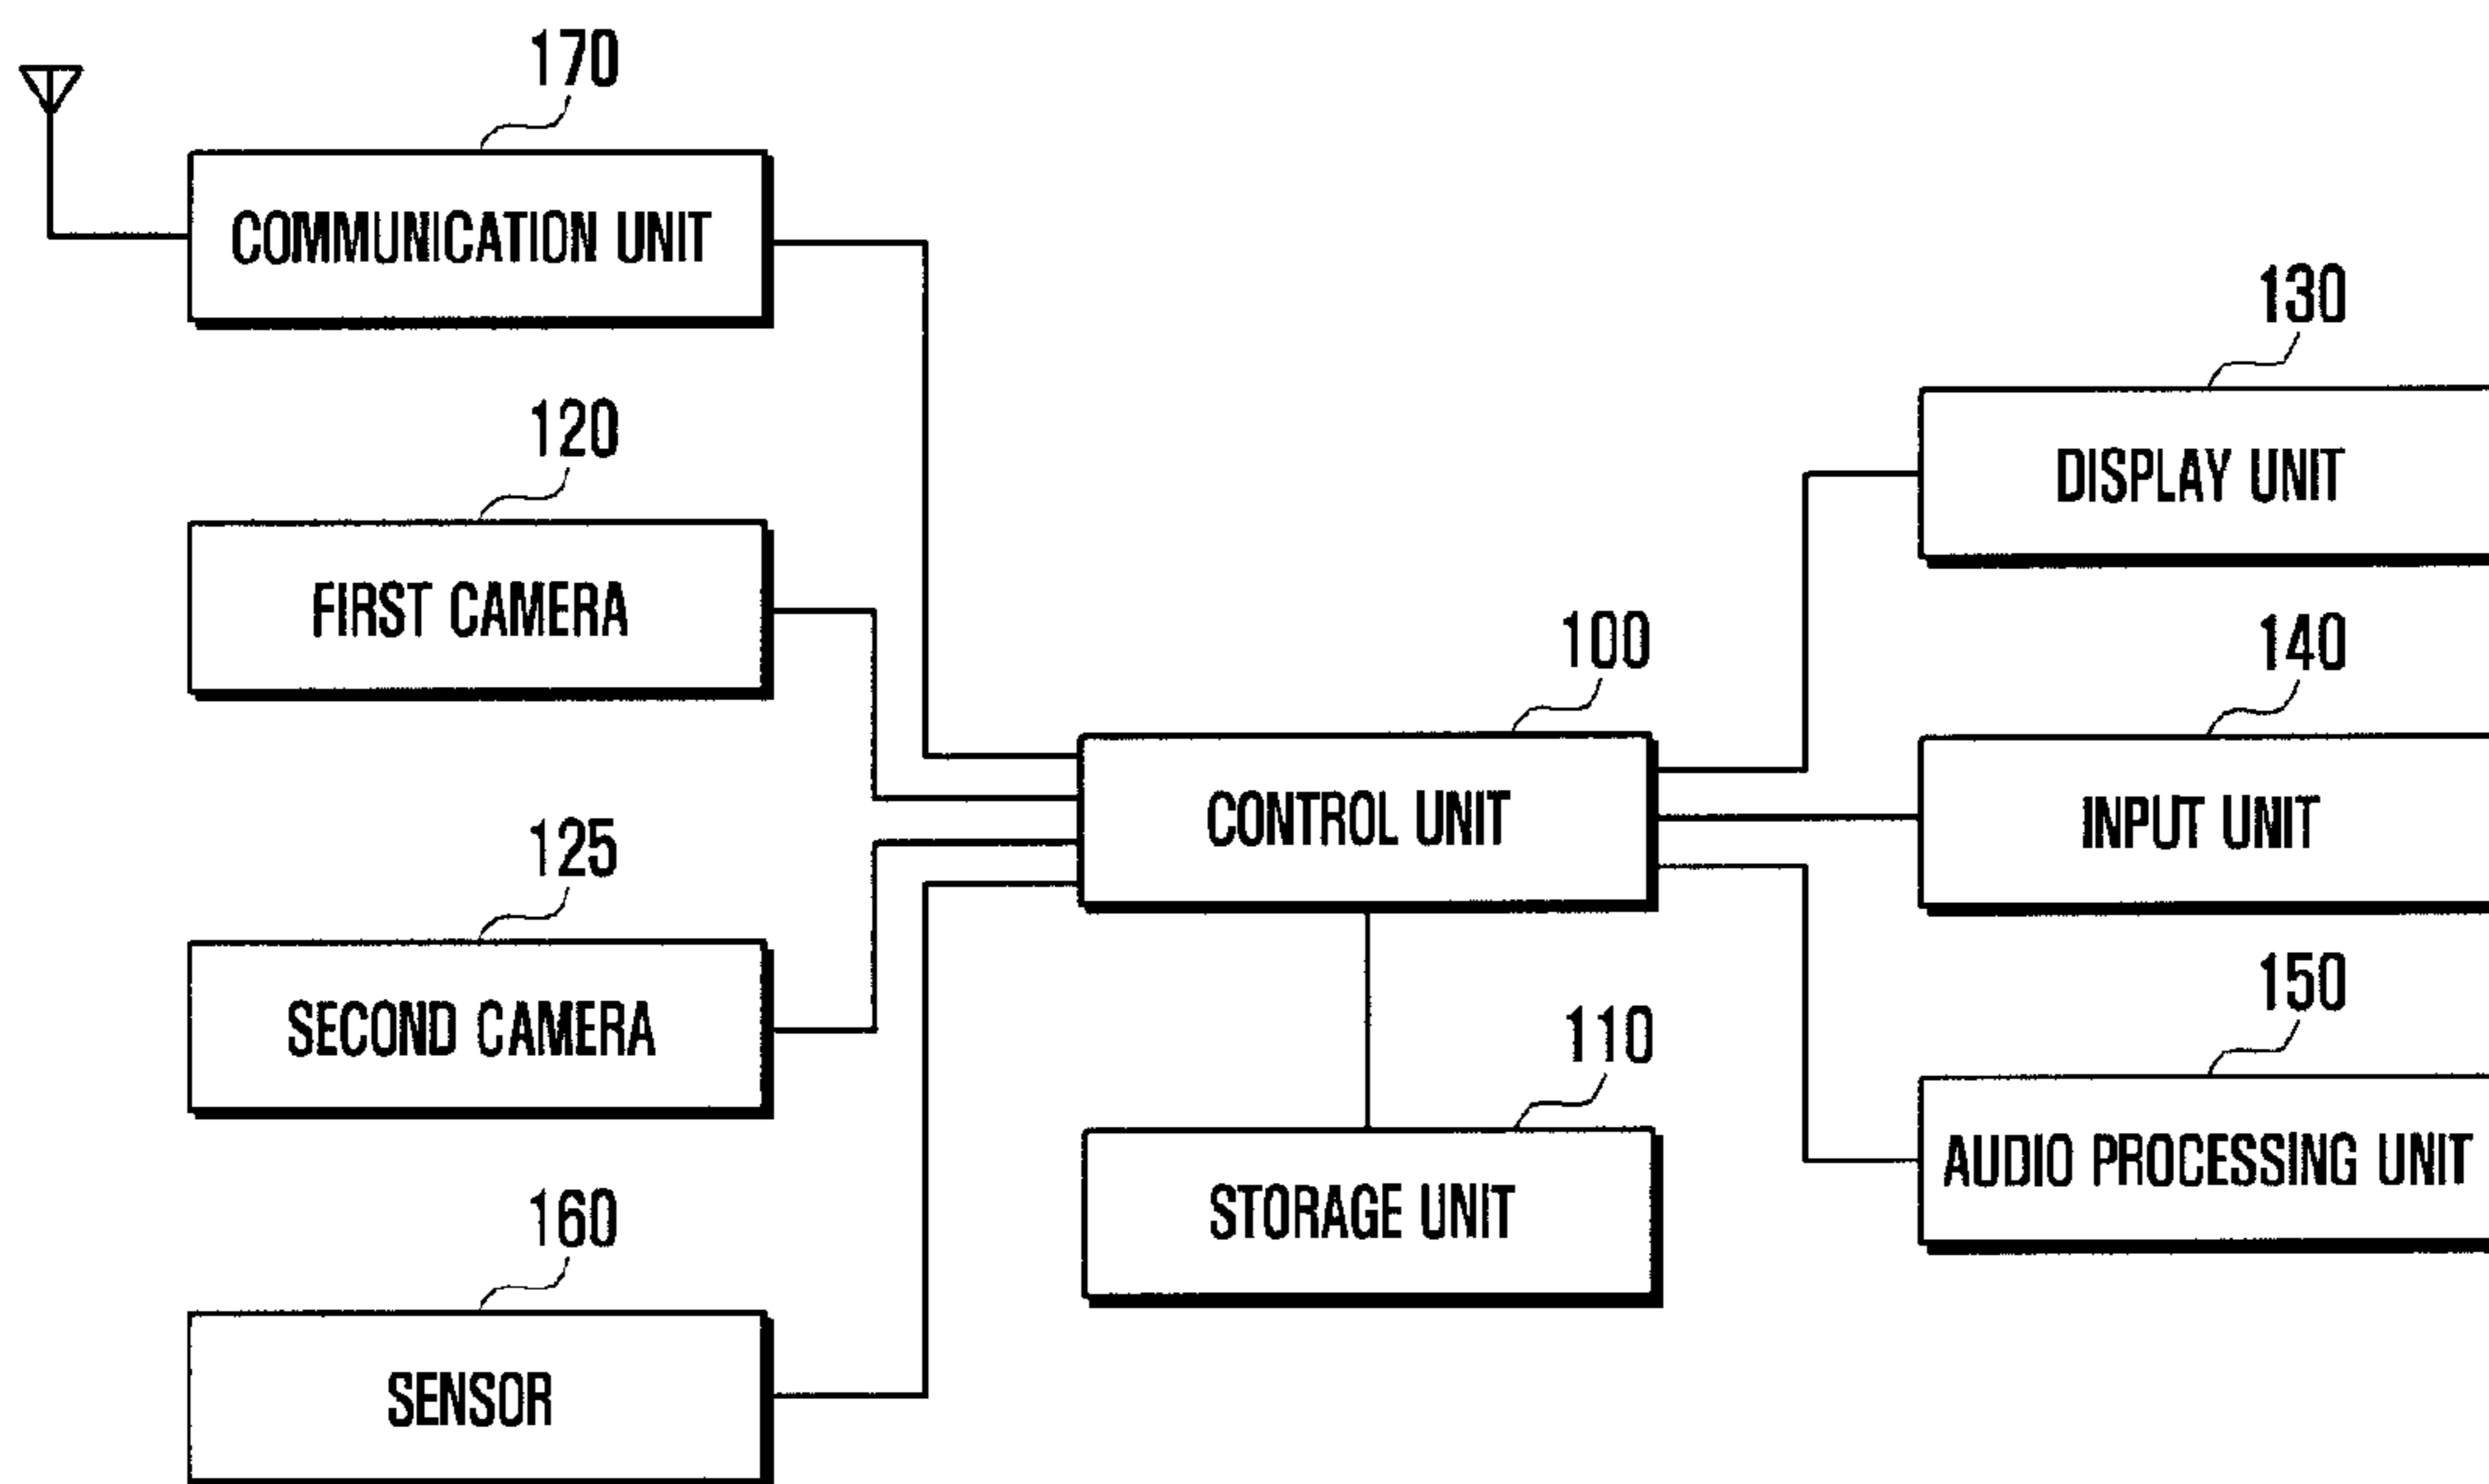 170
COMMUNICATION UNIT
120
FIRST CAMERA
125
SECOND CAMERA
160
SENSOR
100
CONTROL UNIT
110
STORAGE UNIT
130
DISPLAY UNIT
140
INPUT UNIT
150
AUDIO PROCESSING UNIT